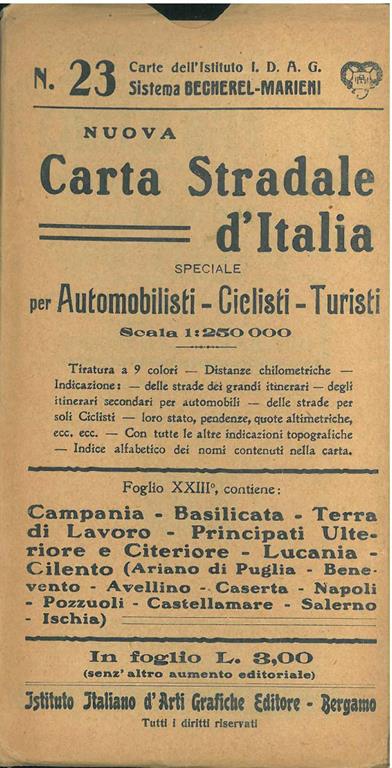 N. 23 Carte dell'Istituto I. D. A. G.
Sistema BECHEREL-MARIENI
NUOVA
Carta Stradale
d'Italia
SPECIALE
per Automobilisti - Ciclisti - Turisti
Scala 1:250 000
Tiratura a 9 colori — Distanze chilometriche —
Indicazione: — delle strade dei grandi itinerari — degli
itinerari secondari per automobili — delle strade per
soli Ciclisti — loro stato, pendenze, quote altimetriche,
ecc. ecc. — Con tutte le altre indicazioni topografiche
— Indice alfabetico dei nomi contenuti nella carta.
Foglio XXIII°, contiene:
Campania - Basilicata - Terra
di Lavoro - Principati Ulte-
riore e Citeriore - Lucania -
Cilento (Ariano di Puglia - Bene-
vento - Avellino - Caserta - Napoli
- Pozzuoli - Castellamare - Salerno
- Ischia)
In foglio L. 3,00
(senz'altro aumento editoriale)
Istituto Italiano d'Arti Grafiche Editore - Bergamo
Tutti i diritti riservati